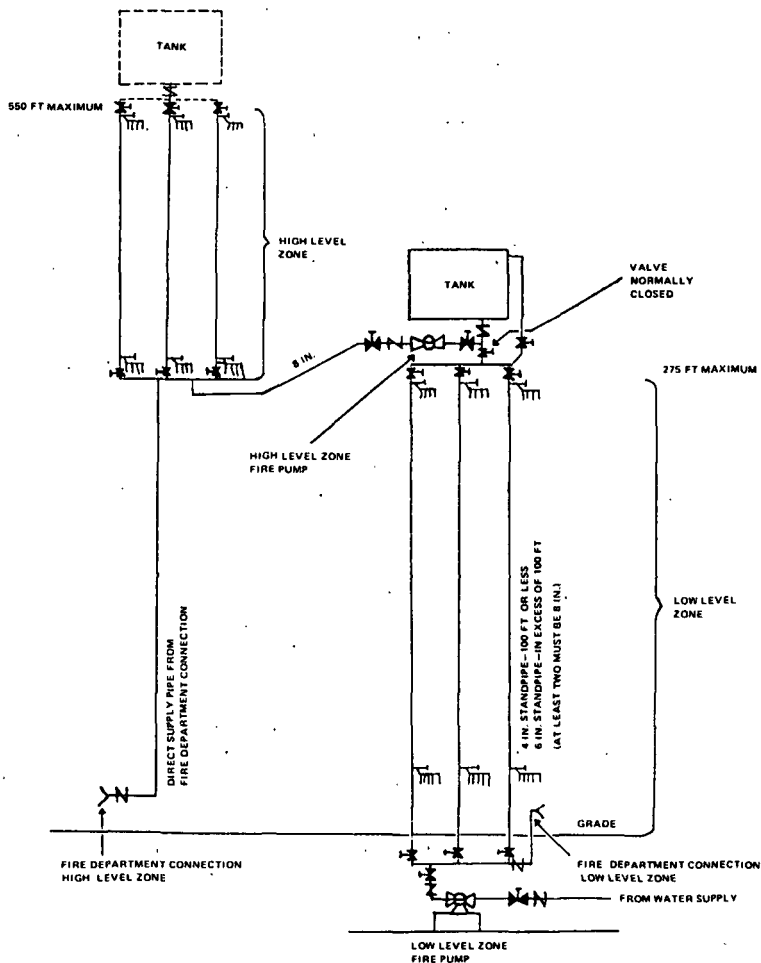 TANK
550 FT MAXIMUM
HIGH LEVEL
ZONE
TANK
VALVE
NORMALLY
CLOSED
8 IN.
275 FT MAXIMUM
HIGH LEVEL ZONE
FIRE PUMP
4 IN. STANDPIPE–100 FT OR LESS
6 IN. STANDPIPE–IN EXCESS OF 100 FT
(AT LEAST TWO MUST BE 8 IN.)
LOW LEVEL
ZONE
DIRECT SUPPLY PIPE FROM
FIRE DEPARTMENT CONNECTION
GRADE
FIRE DEPARTMENT CONNECTION
HIGH LEVEL ZONE
FIRE DEPARTMENT CONNECTION
LOW LEVEL ZONE
FROM WATER SUPPLY
LOW LEVEL ZONE
FIRE PUMP